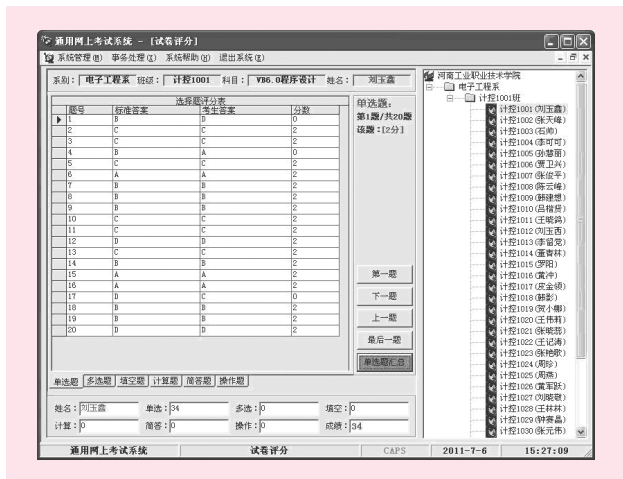 通用网上考试系统 - [试卷评分]
系统管理(M) 事务处理(I) 系统帮助(H) 退出系统(E)
系别: 电子工程系 班级: 计控1001 科目: VB6.0程序设计 姓名: 刘玉鑫
选择题评分表
题号 标准答案 考生答案 分数
1 B D 0
2 C C 2
3 C C 2
4 B A 0
5 C C 2
6 A A 2
7 B B 2
8 B B 2
9 B B 2
10 C C 2
11 C C 2
12 D D 2
13 C C 2
14 B B 2
15 A A 2
16 A A 2
17 D C 0
18 B B 2
19 B B 2
20 D D 2
单选题:
第1题/共20题
该题:[2分]
第一题
下一题
上一题
最后一题
单选题汇总
单选题 多选题 填空题 计算题 简答题 操作题
姓名: 刘玉鑫 单选: 34 多选: 0 填空: 0
计算: 0 简答: 0 操作: 0 成绩: 34
河南工业职业技术学院
电子工程系
计控1001班
计控1001(刘玉鑫)
计控1002(张天峰)
计控1003(石帅)
计控1004(李可可)
计控1005(孙慧丽)
计控1006(贾卫兴)
计控1007(张俊平)
计控1008(陈云峰)
计控1009(韩建想)
计控1010(吕楷贤)
计控1011(王晓鸽)
计控1012(刘玉西)
计控1013(李留党)
计控1014(董春林)
计控1015(罗阳)
计控1016(黄冲)
计控1017(皮金领)
计控1018(韩影)
计控1019(贺小娜)
计控1020(王伟莉)
计控1021(张晓蕊)
计控1022(王记涛)
计控1023(张艳歌)
计控1024(周珍)
计控1025(周燕)
计控1026(黄军跃)
计控1027(刘晓敬)
计控1028(王林林)
计控1029(钟赛晶)
计控1030(张元伟)
通用网上考试系统 试卷评分 CAPS 2011-7-6 15:27:09